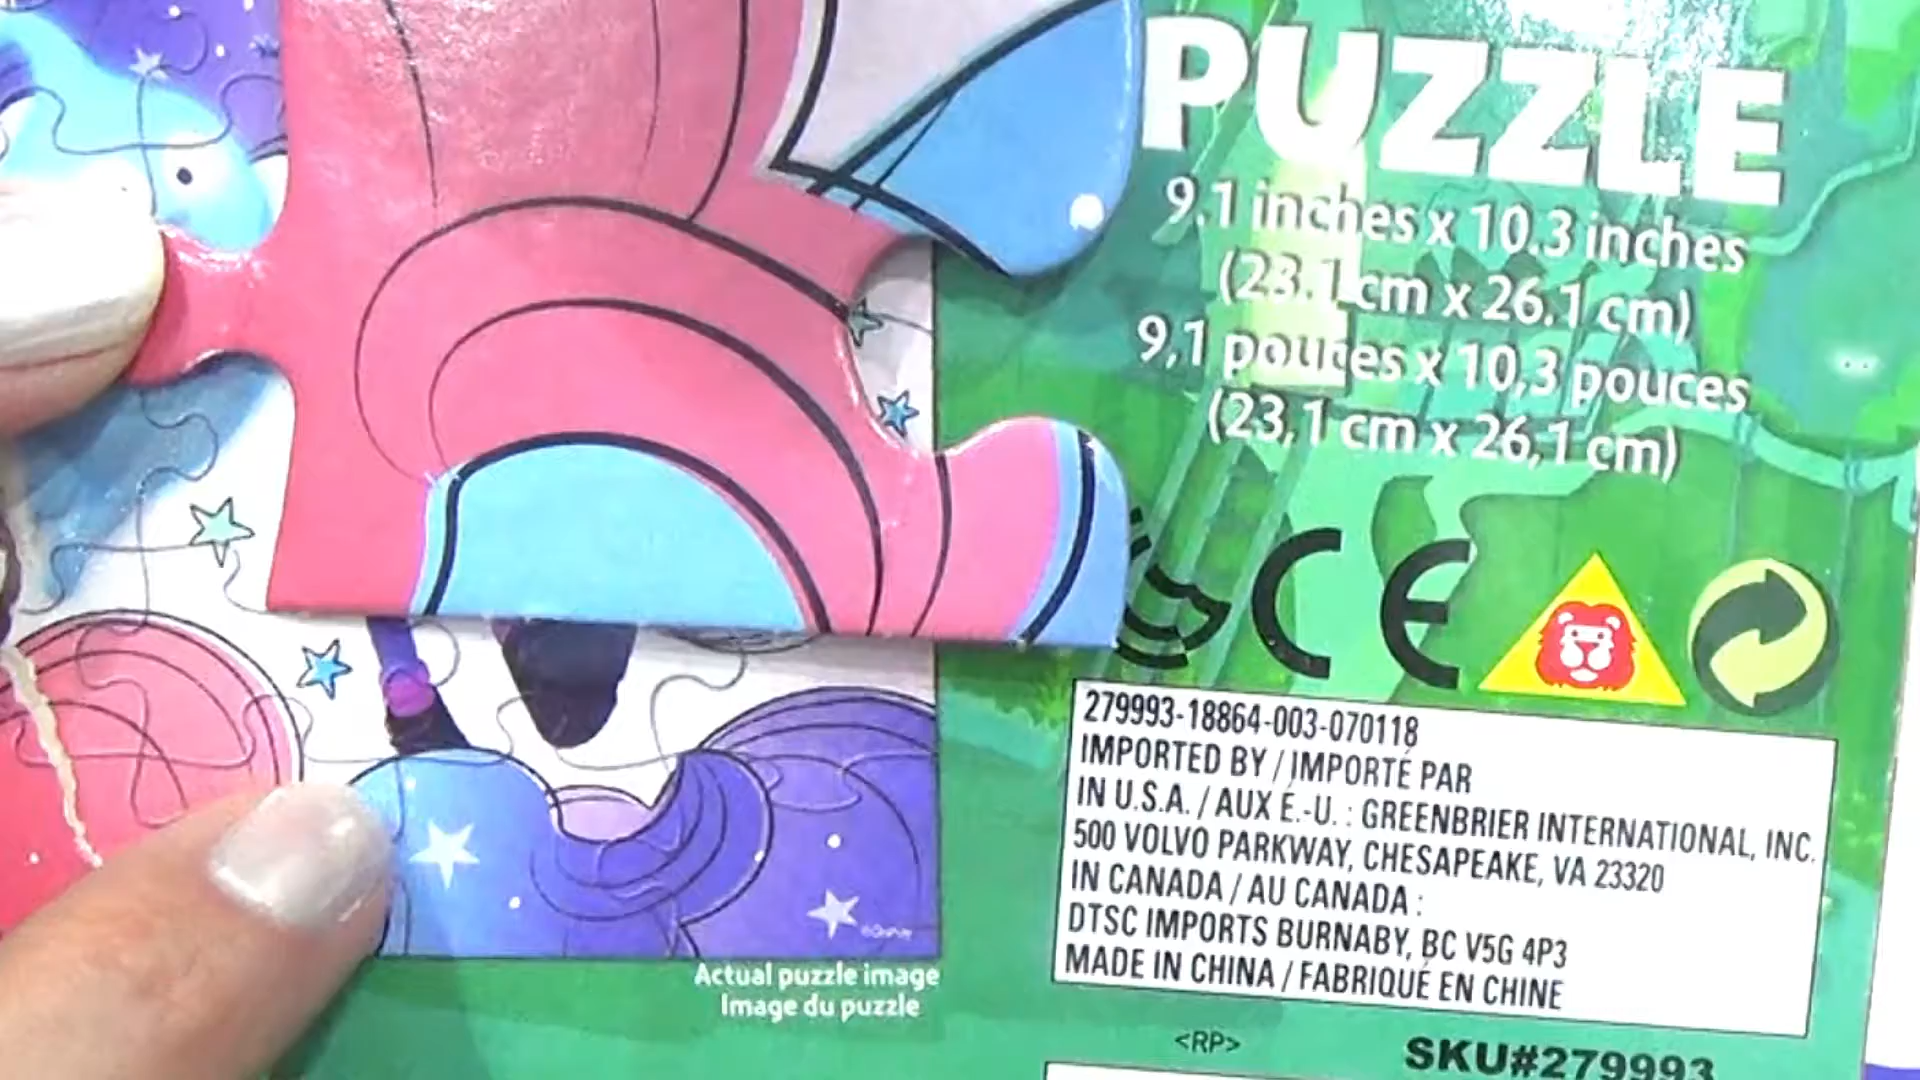 PUZZLE
9.1 inches x 10.3 inches
(23.1 cm x 26.1 cm)
9,1 pouces x 10,3 pouces
(23,1 cm x 26,1 cm)
CE
279993-18864-003-070118
IMPORTED BY / IMPORTÉ PAR
IN U.S.A. / AUX É.-U. : GREENBRIER INTERNATIONAL, INC.
500 VOLVO PARKWAY, CHESAPEAKE, VA 23320
IN CANADA / AU CANADA :
DTSC IMPORTS BURNABY, BC V5G 4P3
MADE IN CHINA / FABRIQUÉ EN CHINE
Actual puzzle image
Image du puzzle
<RP>
SKU#279993